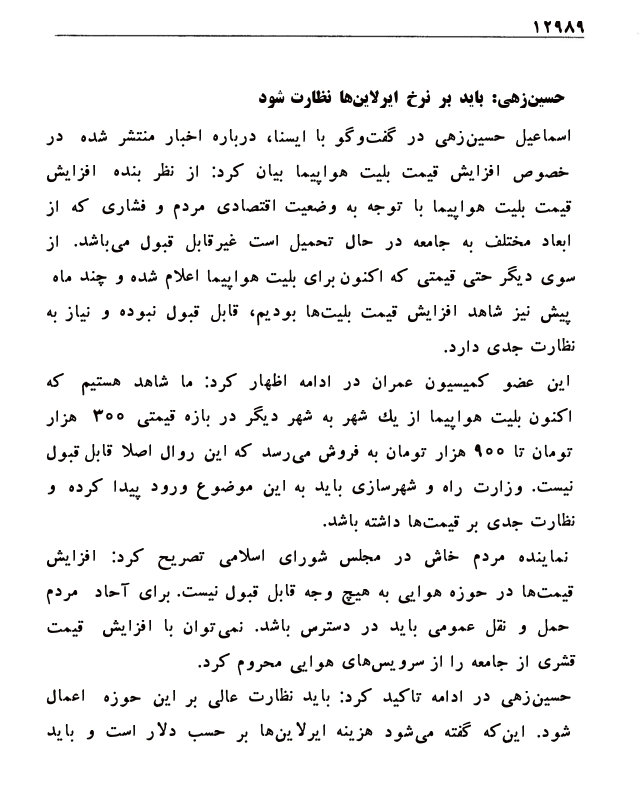 ۱۲۹۸۹
حسین‌زهی: باید بر نرخ ایرلاین‌ها نظارت شود
اسماعیل حسین‌زهی در گفت‌وگو با ایسنا، درباره اخبار منتشر شده در
خصوص افزایش قیمت بلیت هواپیما بیان کرد: از نظر بنده افزایش
قیمت بلیت هواپیما با توجه به وضعیت اقتصادی مردم و فشاری که از
ابعاد مختلف به جامعه در حال تحمیل است غیرقابل قبول می‌باشد. از
سوی دیگر حتی قیمتی که اکنون برای بلیت هواپیما اعلام شده و چند ماه
پیش نیز شاهد افزایش قیمت بلیت‌ها بودیم، قابل قبول نبوده و نیاز به
نظارت جدی دارد.
این عضو کمیسیون عمران در ادامه اظهار کرد: ما شاهد هستیم که
اکنون بلیت هواپیما از یك شهر به شهر دیگر در بازه قیمتی ۳۰۰ هزار
تومان تا ۹۰۰ هزار تومان به فروش می‌رسد که این روال اصلا قابل قبول
نیست. وزارت راه و شهرسازی باید به این موضوع ورود پیدا کرده و
نظارت جدی بر قیمت‌ها داشته باشد.
نماینده مردم خاش در مجلس شورای اسلامی تصریح کرد: افزایش
قیمت‌ها در حوزه هوایی به هیچ وجه قابل قبول نیست. برای آحاد مردم
حمل و نقل عمومی باید در دسترس باشد. نمی‌توان با افزایش قیمت
قشری از جامعه را از سرویس‌های هوایی محروم کرد.
حسین‌زهی در ادامه تاکید کرد: باید نظارت عالی بر این حوزه اعمال
شود. این‌که گفته می‌شود هزینه ایرلاین‌ها بر حسب دلار است و باید